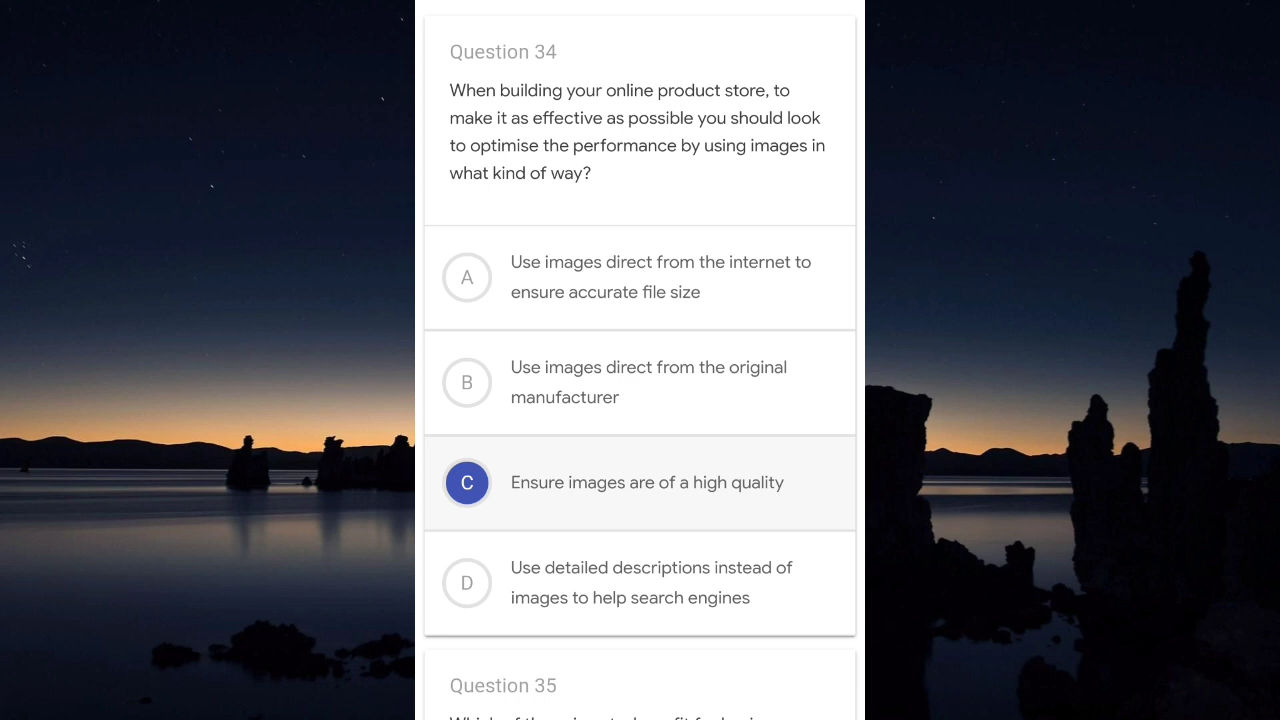 Question 34
When building your online product store, to
make it as effective as possible you should look
to optimise the performance by using images in
what kind of way?
A
Use images direct from the internet to
ensure accurate file size
B
Use images direct from the original
manufacturer
C
Ensure images are of a high quality
D
Use detailed descriptions instead of
images to help search engines
Question 35